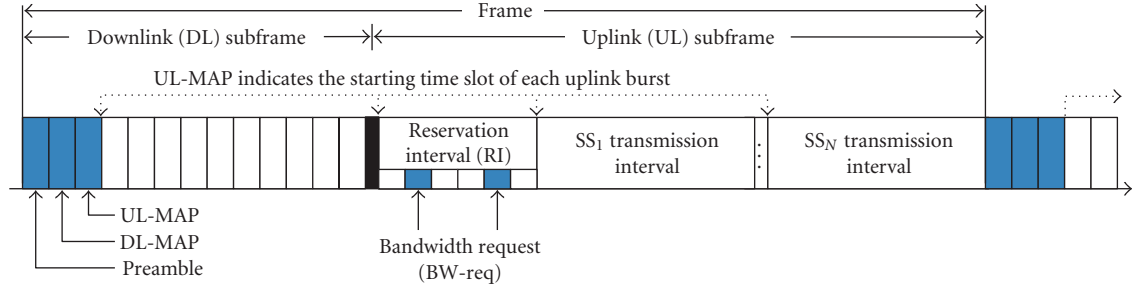 Frame
Downlink (DL) subframe
Uplink (UL) subframe
UL-MAP indicates the starting time slot of each uplink burst
Reservation
interval (RI)
SS₁ transmission
interval
SS_N transmission
interval
UL-MAP
DL-MAP
Preamble
Bandwidth request
(BW-req)